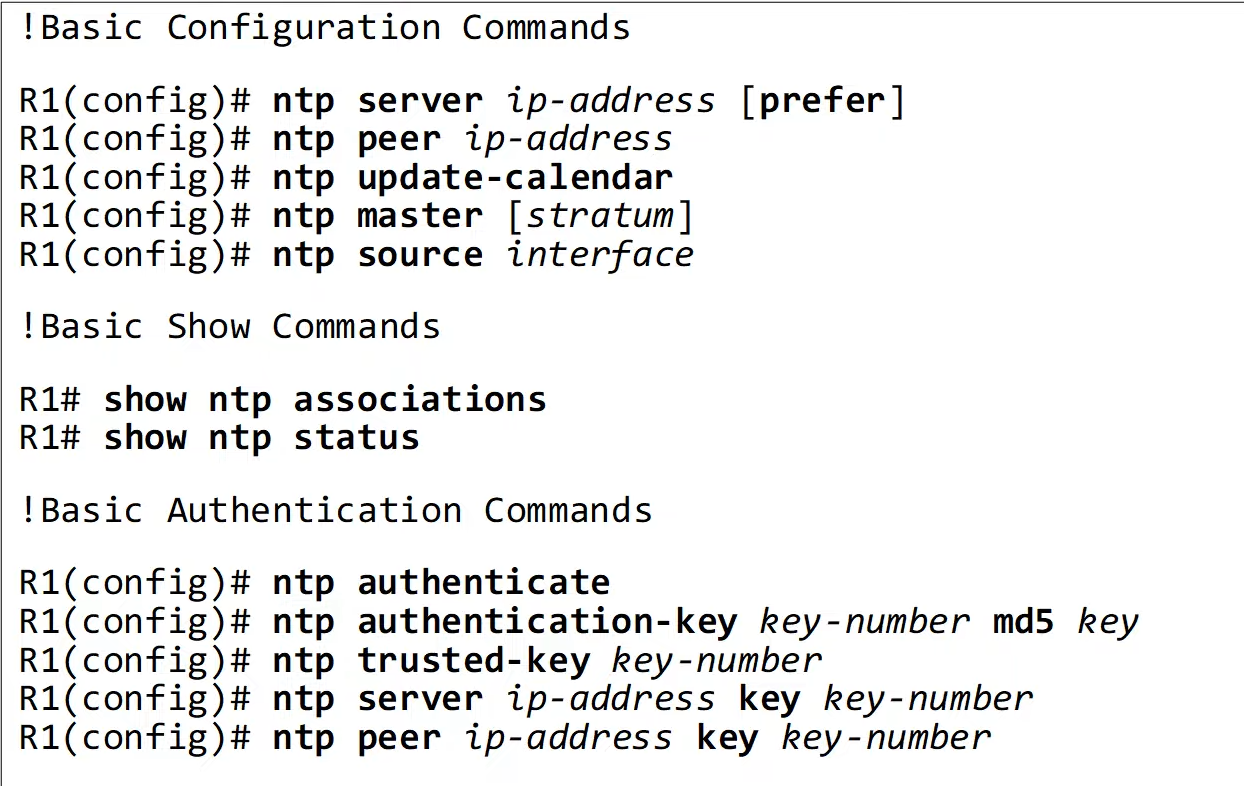 !Basic Configuration Commands
R1(config)# ntp server ip-address [prefer]
R1(config)# ntp peer ip-address
R1(config)# ntp update-calendar
R1(config)# ntp master [stratum]
R1(config)# ntp source interface
!Basic Show Commands
R1# show ntp associations
R1# show ntp status
!Basic Authentication Commands
R1(config)# ntp authenticate
R1(config)# ntp authentication-key key-number md5 key
R1(config)# ntp trusted-key key-number
R1(config)# ntp server ip-address key key-number
R1(config)# ntp peer ip-address key key-number